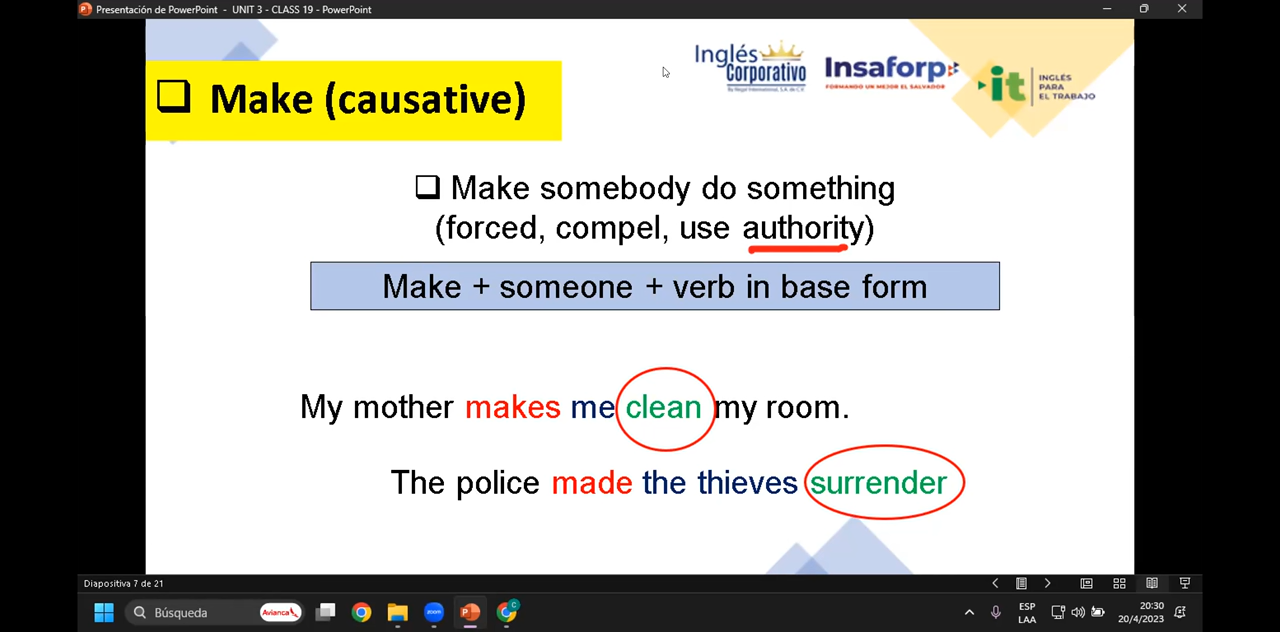 Presentación de PowerPoint - UNIT 3 - CLASS 19 - PowerPoint
Inglés
Corporativo
Insaforp
FORMANDO UN MEJOR EL SALVADOR
it
INGLÉS
PARA
EL TRABAJO
Make (causative)
Make somebody do something
(forced, compel, use authority)
Make + someone + verb in base form
My mother makes me clean my room.
The police made the thieves surrender
Diapositiva 7 de 21
Búsqueda
Avianca
zoom
C
ESP
LAA
20:30
20/4/2023